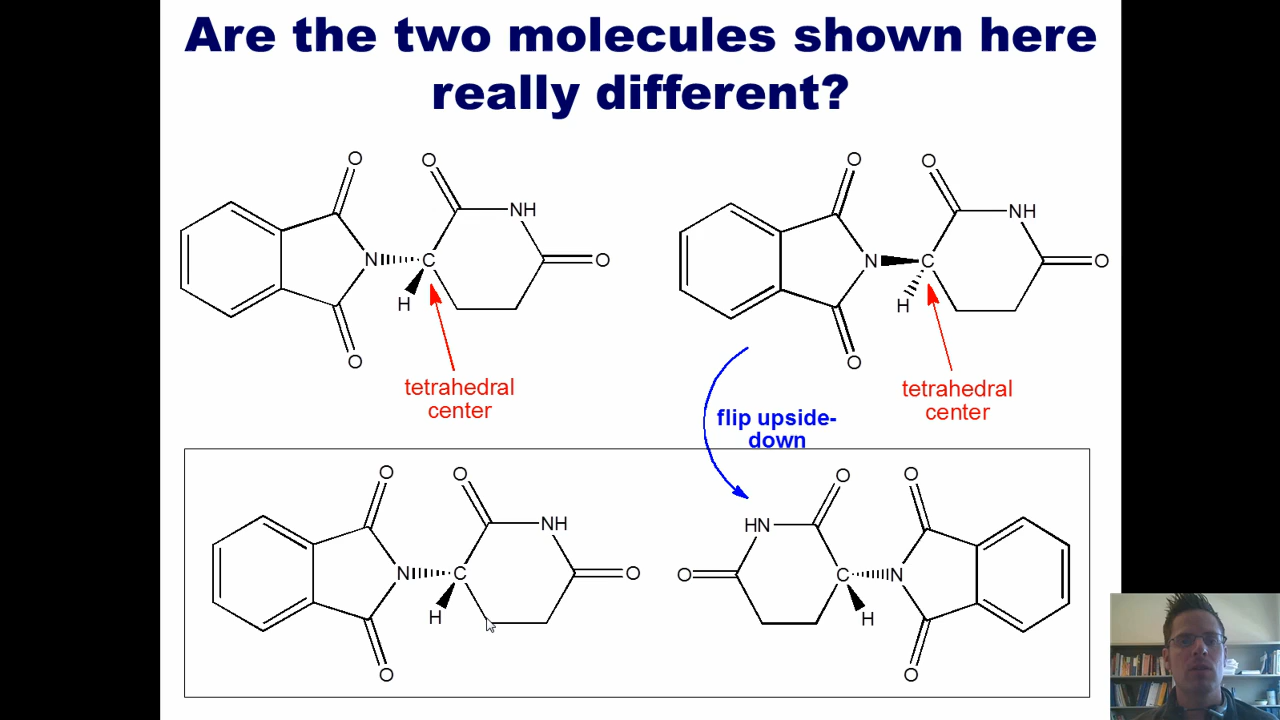 Are the two molecules shown here
really different?
O
O
NH
N
C
O
H
O
tetrahedral
center
O
O
NH
N
C
O
H
O
tetrahedral
center
flip upside-
down
O
O
NH
N
C
O
H
O
O
O
HN
O
C
N
H
O